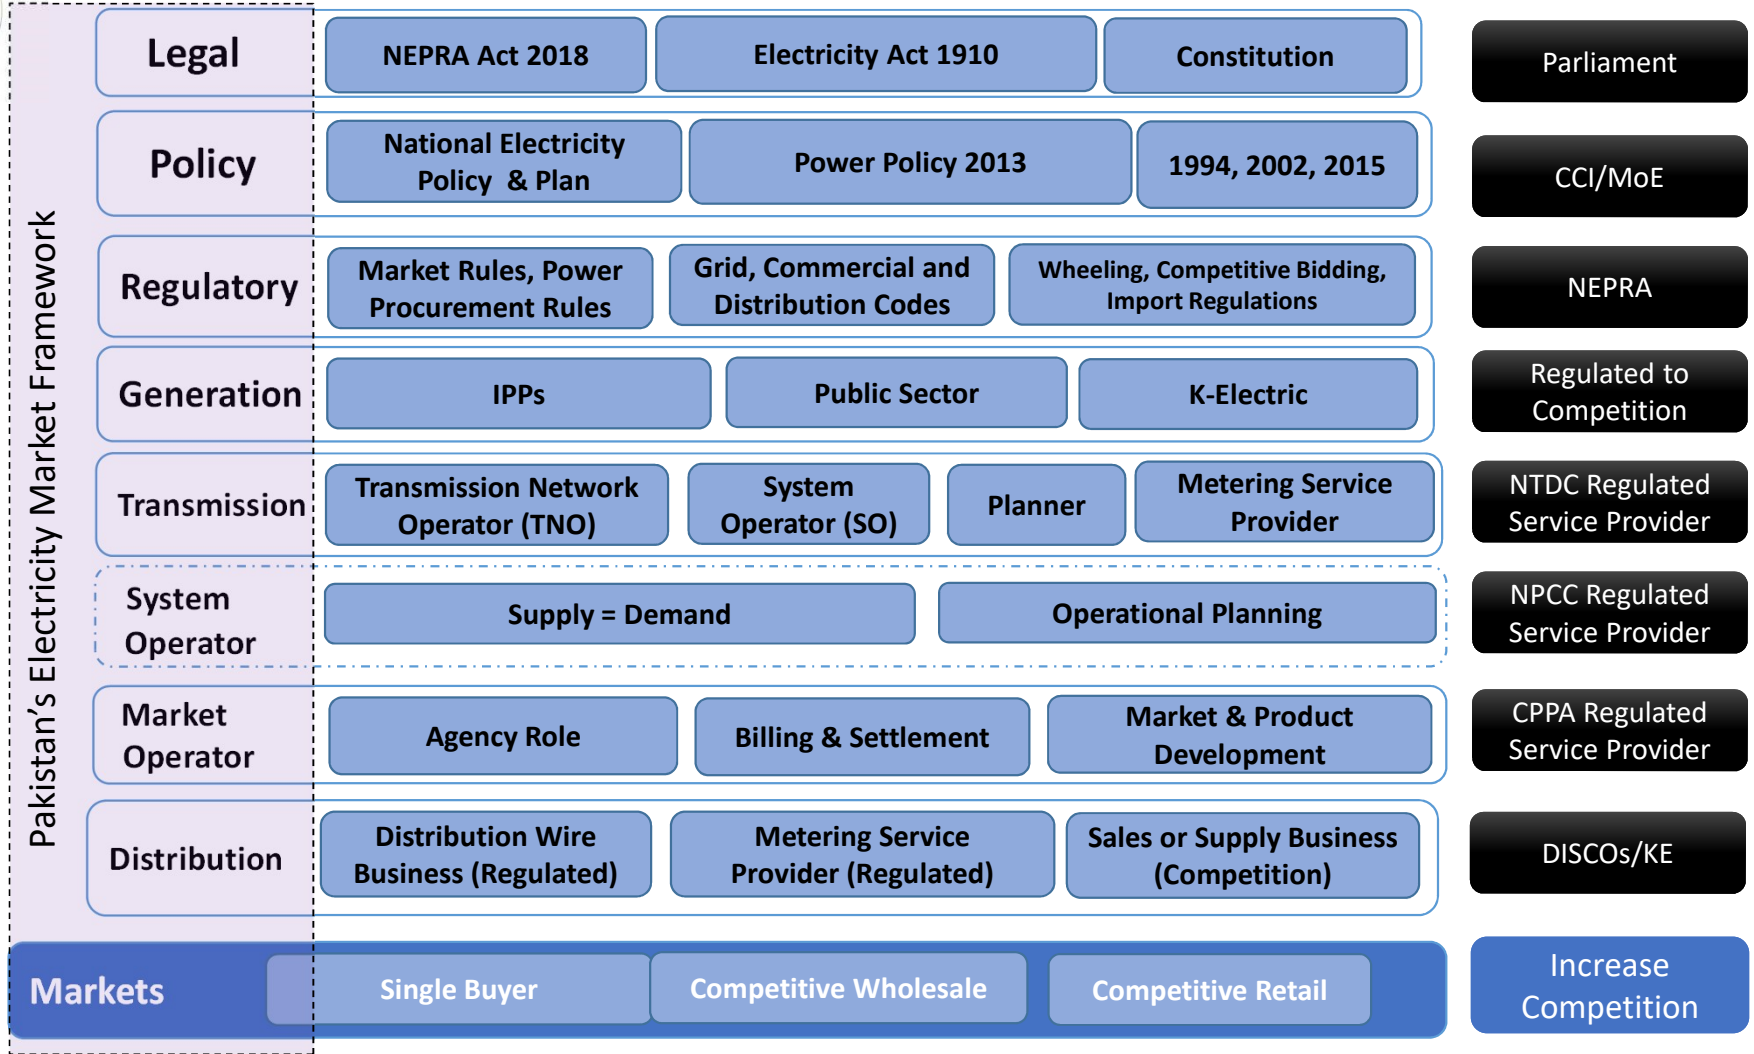 Pakistan's Electricity Market Framework
Legal
NEPRA Act 2018
Electricity Act 1910
Constitution
Parliament
Policy
National Electricity
Policy & Plan
Power Policy 2013
1994, 2002, 2015
CCI/MoE
Regulatory
Market Rules, Power
Procurement Rules
Grid, Commercial and
Distribution Codes
Wheeling, Competitive Bidding,
Import Regulations
NEPRA
Generation
IPPs
Public Sector
K-Electric
Regulated to
Competition
Transmission
Transmission Network
Operator (TNO)
System
Operator (SO)
Planner
Metering Service
Provider
NTDC Regulated
Service Provider
System
Operator
Supply = Demand
Operational Planning
NPCC Regulated
Service Provider
Market
Operator
Agency Role
Billing & Settlement
Market & Product
Development
CPPA Regulated
Service Provider
Distribution
Distribution Wire
Business (Regulated)
Metering Service
Provider (Regulated)
Sales or Supply Business
(Competition)
DISCOs/KE
Markets
Single Buyer
Competitive Wholesale
Competitive Retail
Increase
Competition